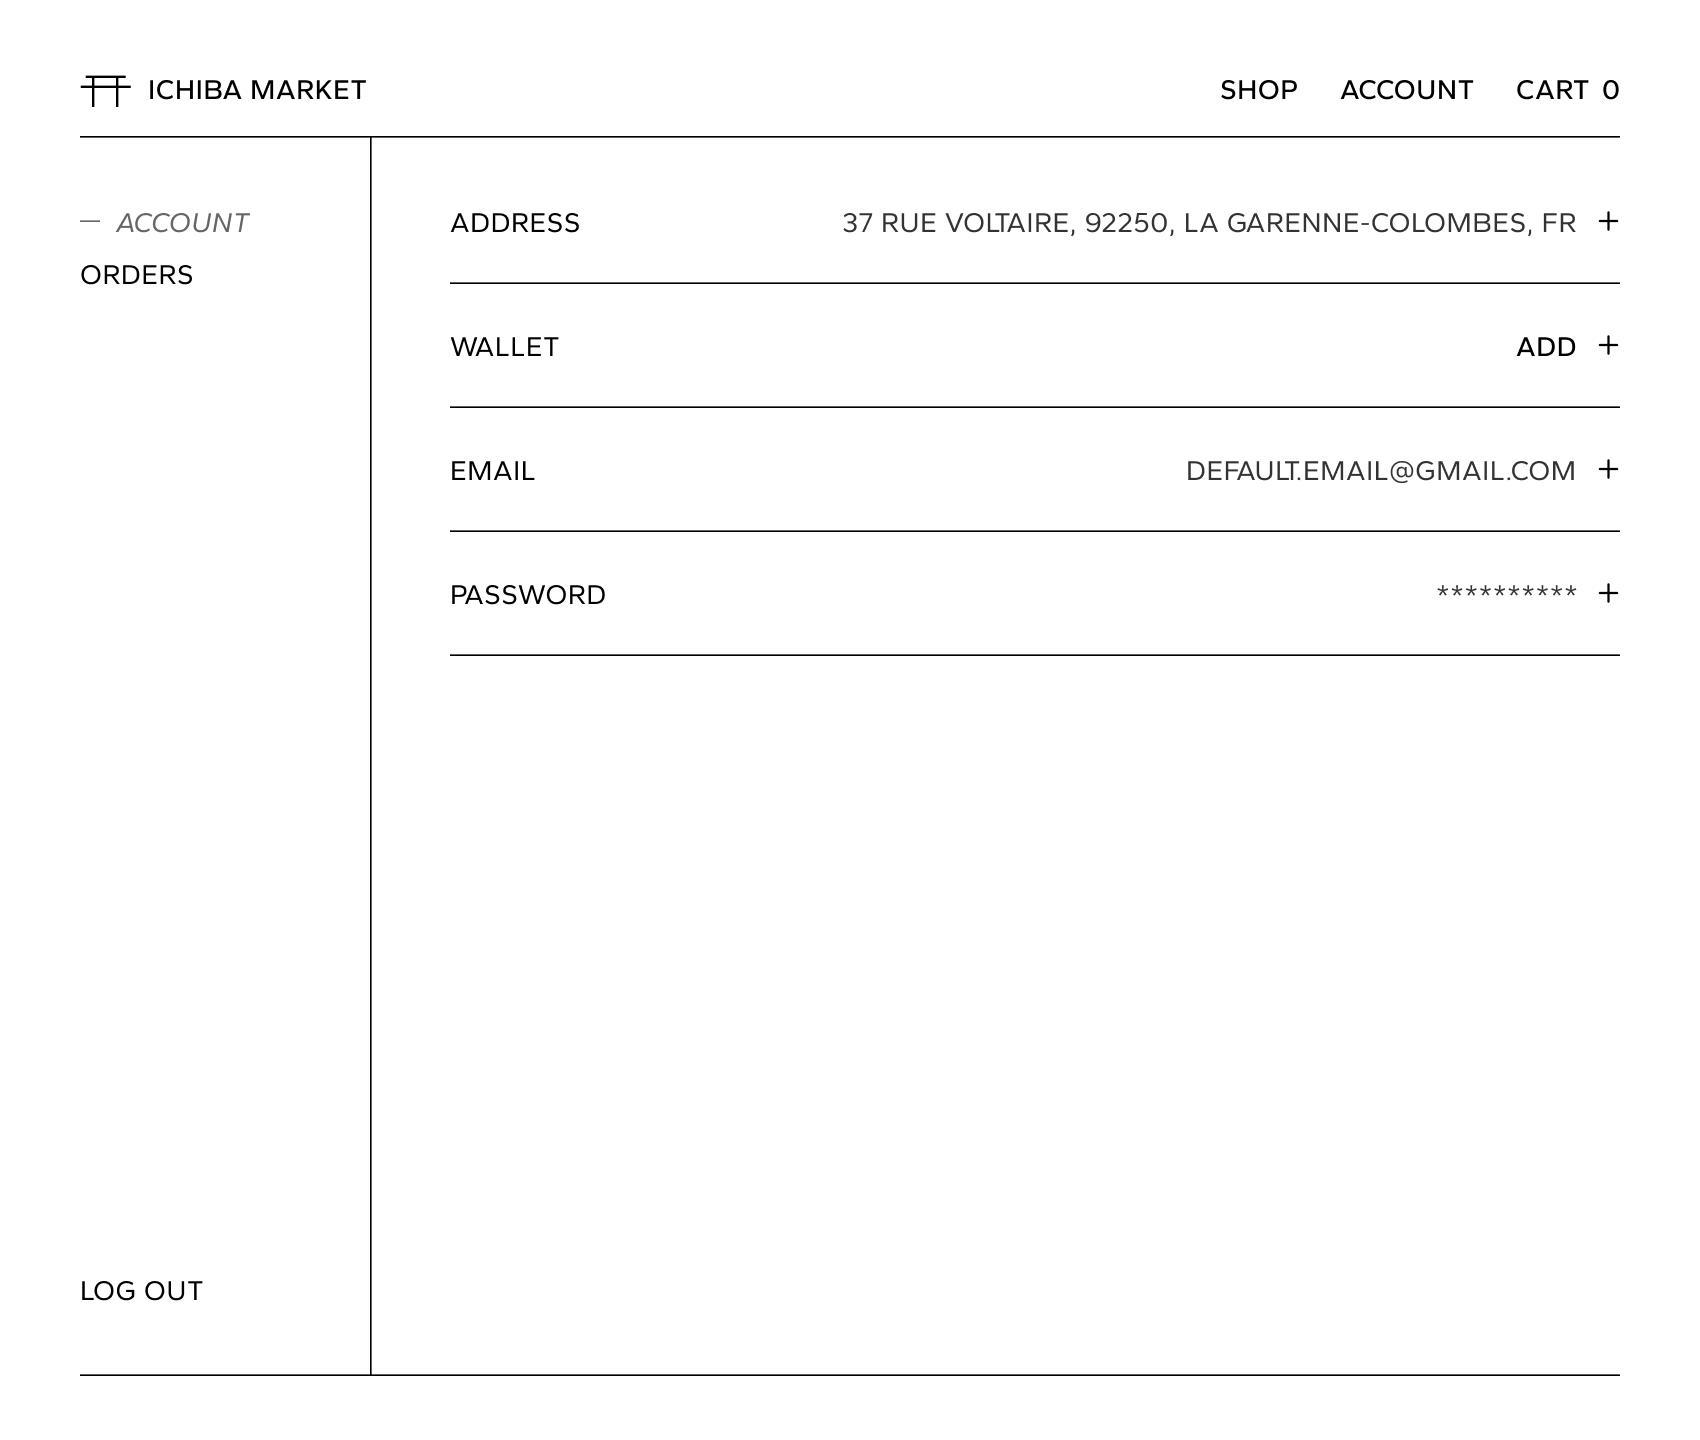 ICHIBA MARKET
SHOP ACCOUNT CART 0
— ACCOUNT
ORDERS
ADDRESS 37 RUE VOLTAIRE, 92250, LA GARENNE-COLOMBES, FR +
WALLET ADD +
EMAIL DEFAULT.EMAIL@GMAIL.COM +
PASSWORD ********** +
LOG OUT